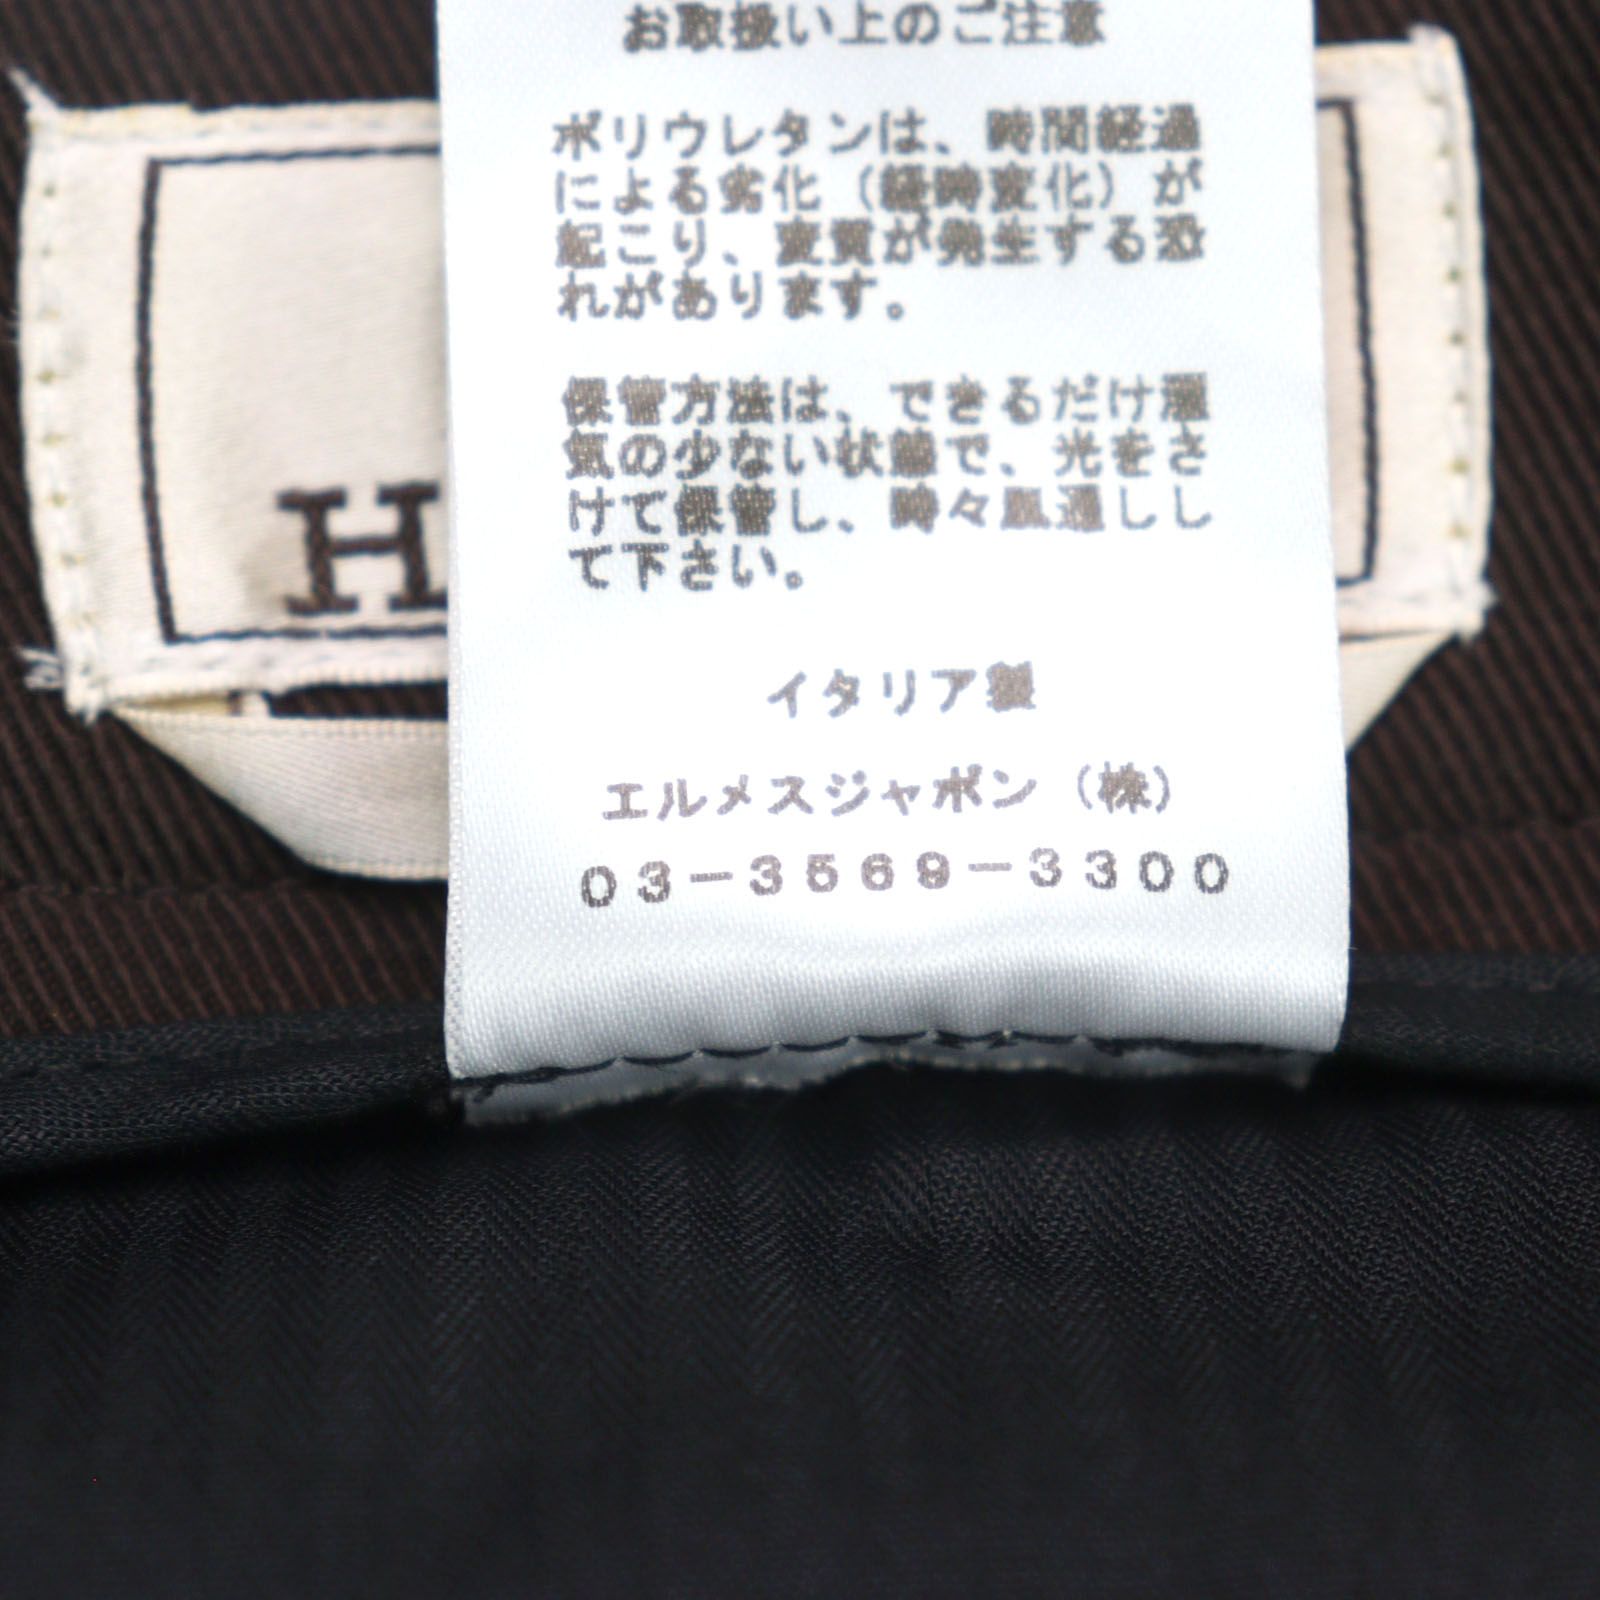 お取扱い上のご注意
ポリウレタンは、時間経過
による劣化（経時変化）が
起こり、変質が発生する恐
れがあります。
保管方法は、できるだけ湿
気の少ない状態で、光をさ
けて保管し、時々風通しし
て下さい。
イタリア製
エルメスジャポン（株）
03-3569-3300
H